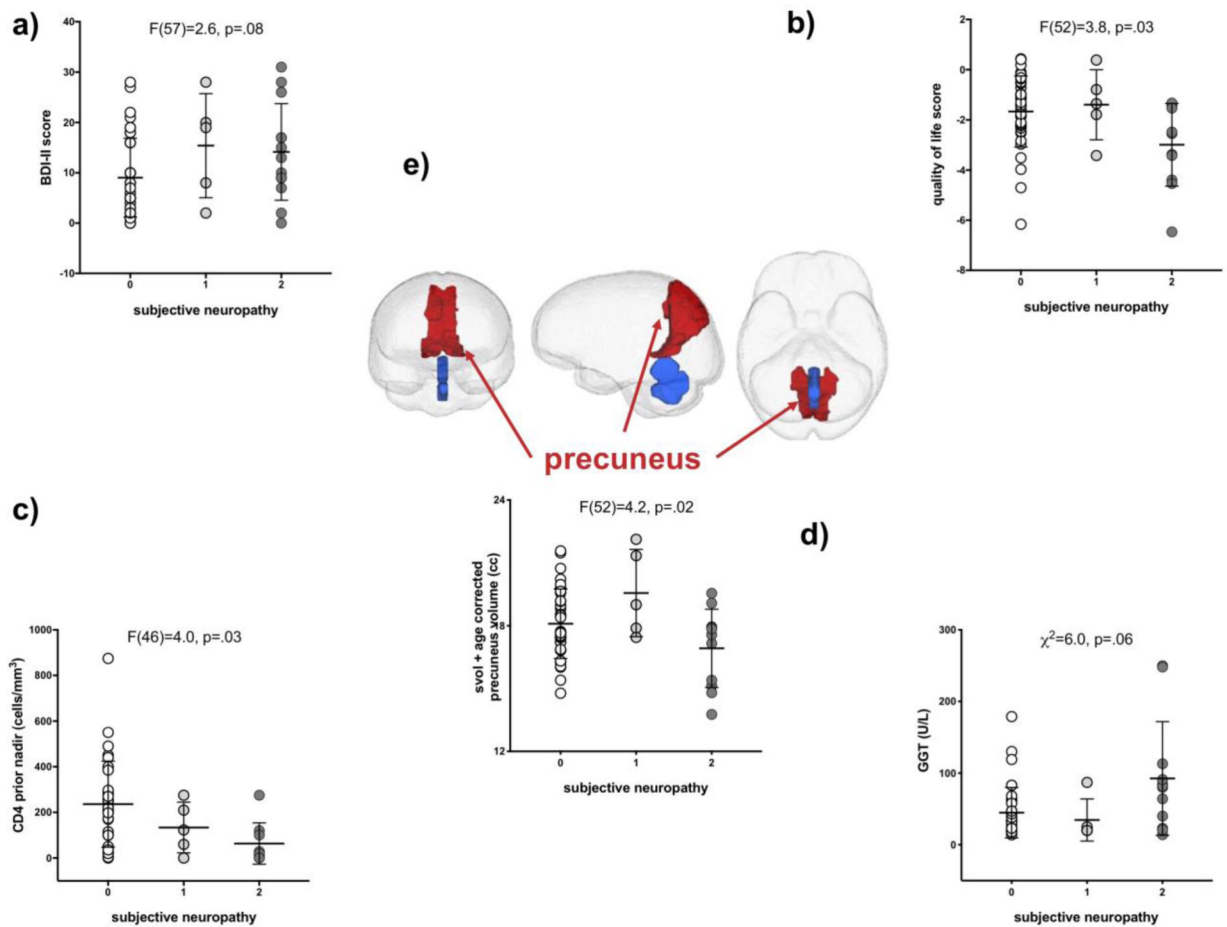 a)
F(57)=2.6, p=.08
BDI-II score
40
30
20
10
0
-10
0 1 2
subjective neuropathy
b)
F(52)=3.8, p=.03
quality of life score
2
0
-2
-4
-6
-8
0 1 2
subjective neuropathy
e)
precuneus
F(52)=4.2, p=.02
svol + age corrected
precuneus volume (cc)
24
18
12
0 1 2
subjective neuropathy
c)
F(46)=4.0, p=.03
CD4 prior nadir (cells/mm³)
1000
800
600
400
200
0
0 1 2
subjective neuropathy
d)
χ²=6.0, p=.06
GGT (U/L)
300
200
100
0
0 1 2
subjective neuropathy